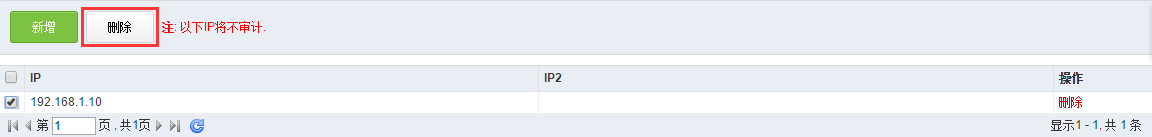 新增 删除 注: 以下IP将不审计.
IP IP2 操作
192.168.1.10 删除
第 1 页 , 共1页 显示1 - 1, 共 1 条